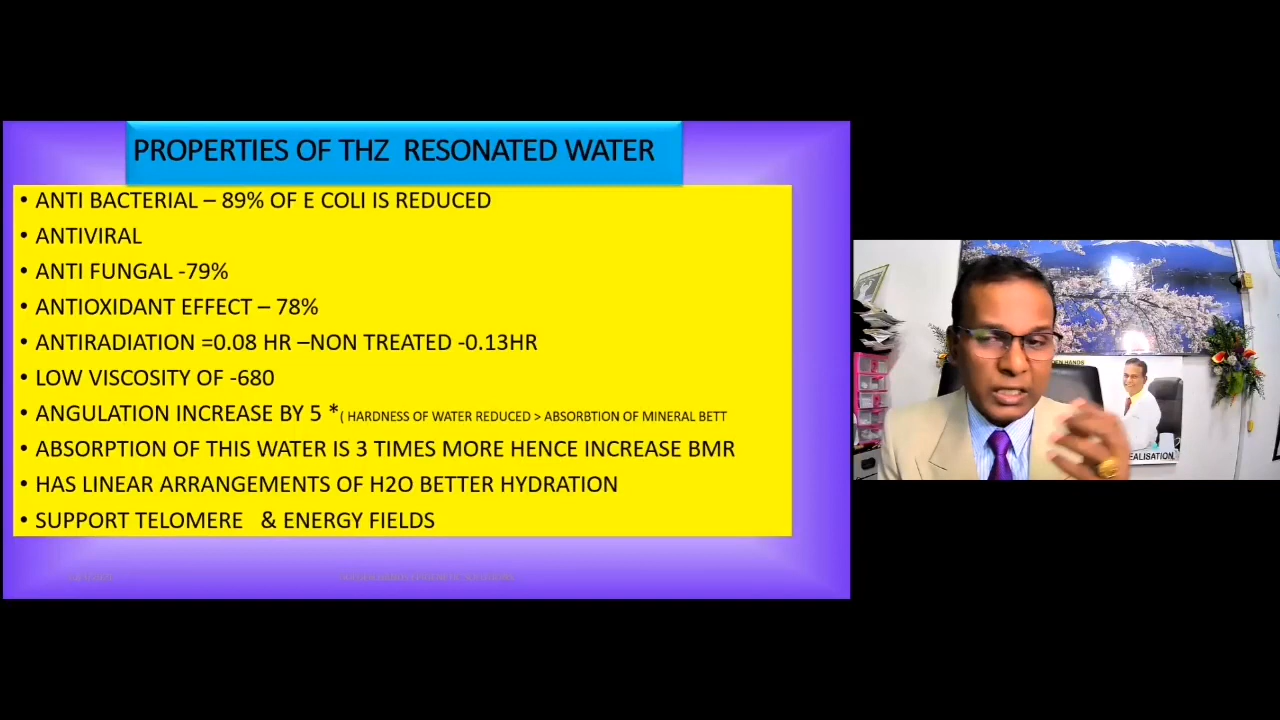 PROPERTIES OF THZ RESONATED WATER
• ANTI BACTERIAL – 89% OF E COLI IS REDUCED
• ANTIVIRAL
• ANTI FUNGAL -79%
• ANTIOXIDANT EFFECT – 78%
• ANTIRADIATION =0.08 HR –NON TREATED -0.13HR
• LOW VISCOSITY OF -680
• ANGULATION INCREASE BY 5 *( HARDNESS OF WATER REDUCED > ABSORBTION OF MINERAL BETT
• ABSORPTION OF THIS WATER IS 3 TIMES MORE HENCE INCREASE BMR
• HAS LINEAR ARRANGEMENTS OF H2O BETTER HYDRATION
• SUPPORT TELOMERE & ENERGY FIELDS
HANDS
EALISATION